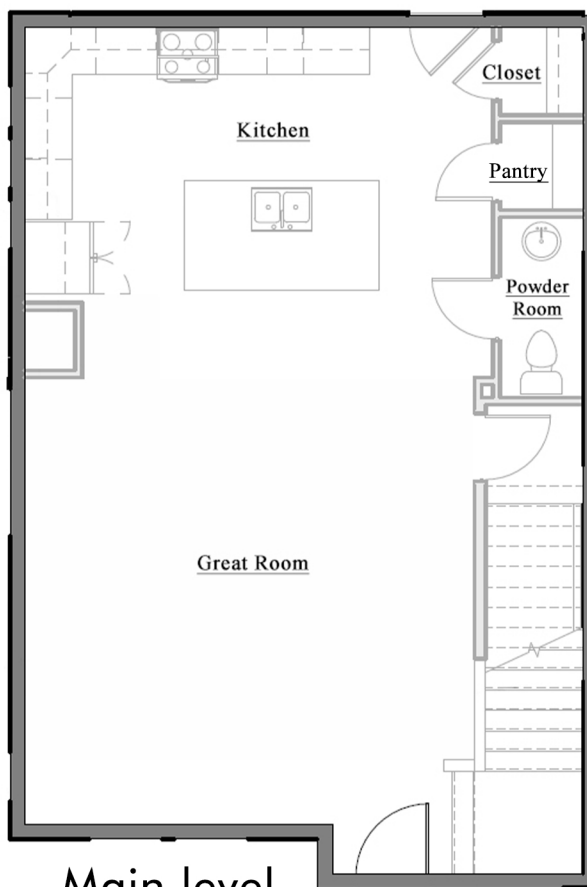 Closet
Kitchen
Pantry
Powder
Room
Great Room
Main level